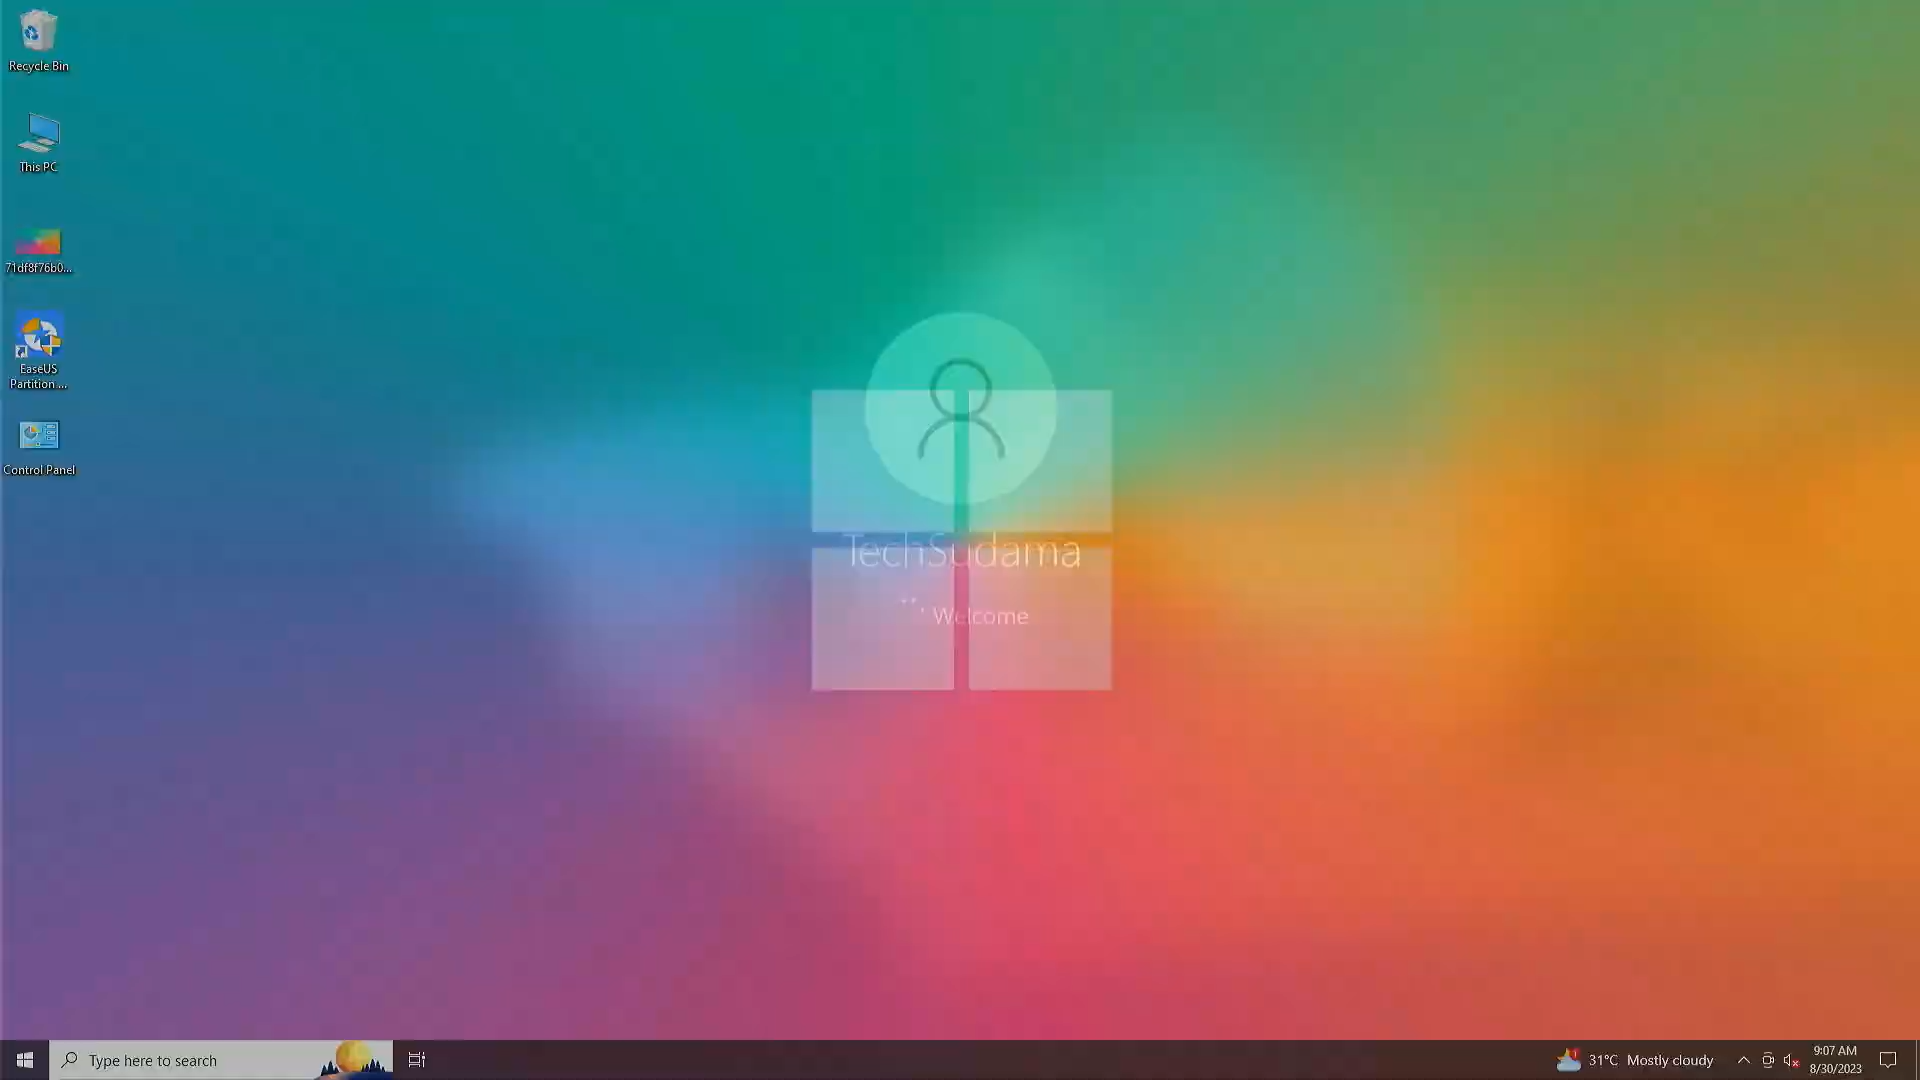 Recycle Bin
This PC
71df8f76b0...
EaseUS
Partition ....
Control Panel
TechSudama
Welcome
Type here to search
31°C Mostly cloudy
9:07 AM
8/30/2023